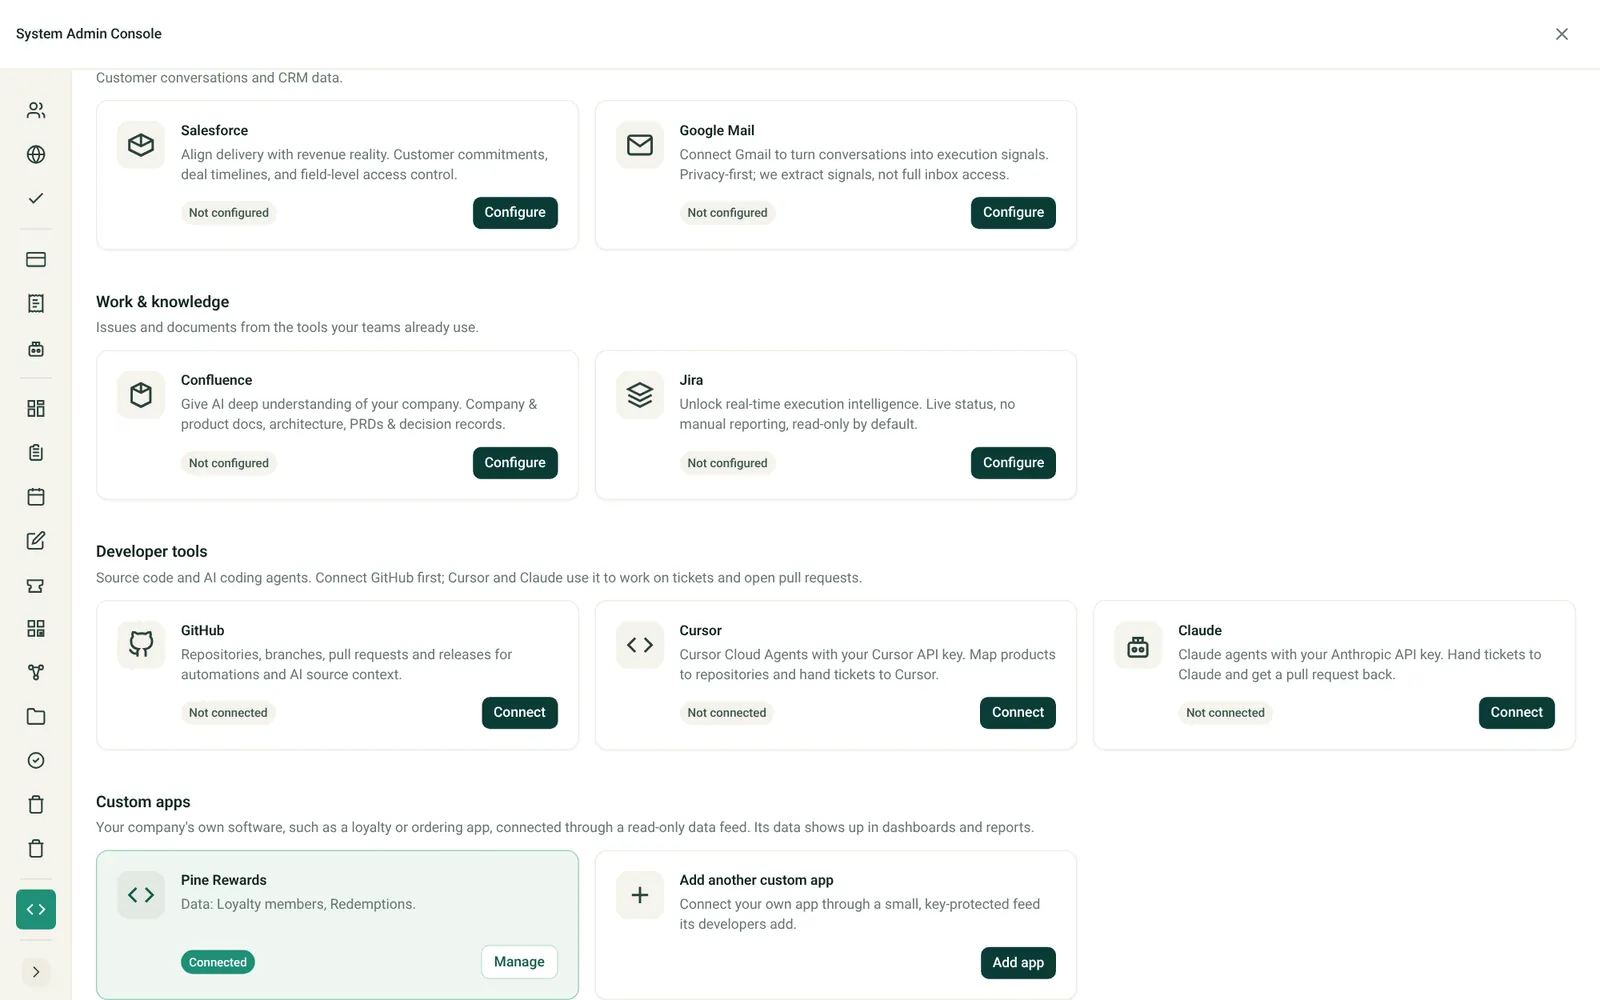 System Admin Console
Customer conversations and CRM data.
Salesforce
Align delivery with revenue reality. Customer commitments,
deal timelines, and field-level access control.
Not configured
Configure
Google Mail
Connect Gmail to turn conversations into execution signals.
Privacy-first; we extract signals, not full inbox access.
Not configured
Configure
Work & knowledge
Issues and documents from the tools your teams already use.
Confluence
Give AI deep understanding of your company. Company &
product docs, architecture, PRDs & decision records.
Not configured
Configure
Jira
Unlock real-time execution intelligence. Live status, no
manual reporting, read-only by default.
Not configured
Configure
Developer tools
Source code and AI coding agents. Connect GitHub first; Cursor and Claude use it to work on tickets and open pull requests.
GitHub
Repositories, branches, pull requests and releases for
automations and AI source context.
Not connected
Connect
Cursor
Cursor Cloud Agents with your Cursor API key. Map products
to repositories and hand tickets to Cursor.
Not connected
Connect
Claude
Claude agents with your Anthropic API key. Hand tickets to
Claude and get a pull request back.
Not connected
Connect
Custom apps
Your company's own software, such as a loyalty or ordering app, connected through a read-only data feed. Its data shows up in dashboards and reports.
Pine Rewards
Data: Loyalty members, Redemptions.
Connected
Manage
Add another custom app
Connect your own app through a small, key-protected feed
its developers add.
Add app